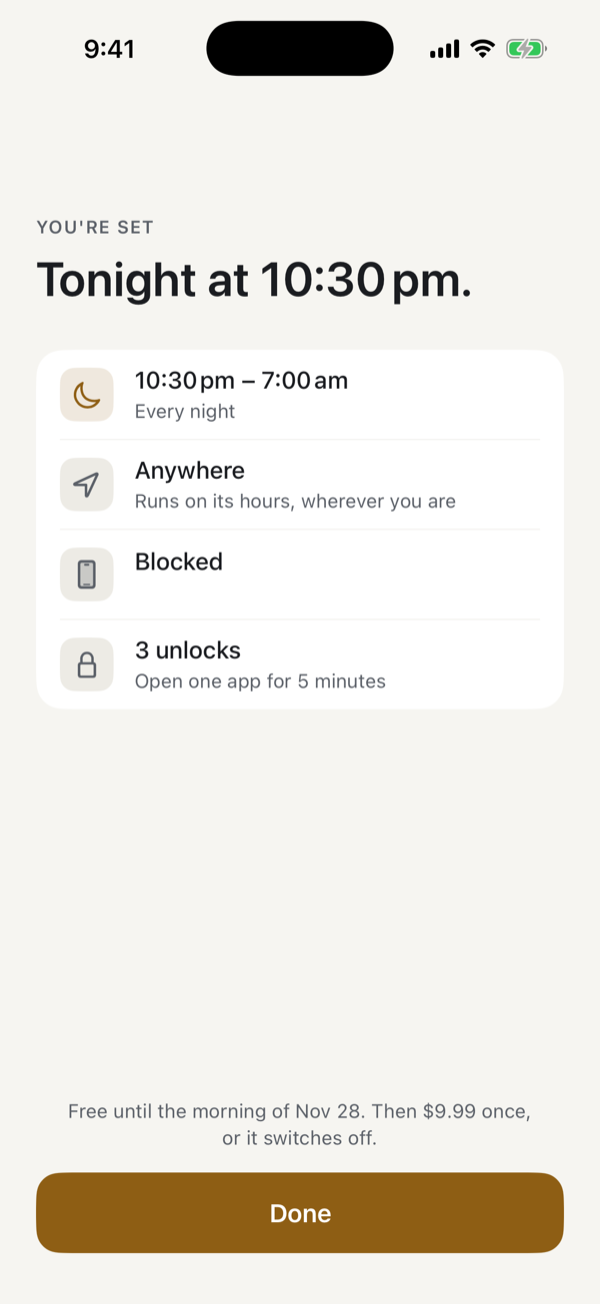 9:41
YOU'RE SET
Tonight at 10:30 pm.
10:30 pm – 7:00 am
Every night
Anywhere
Runs on its hours, wherever you are
Blocked
3 unlocks
Open one app for 5 minutes
Free until the morning of Nov 28. Then $9.99 once,
or it switches off.
Done